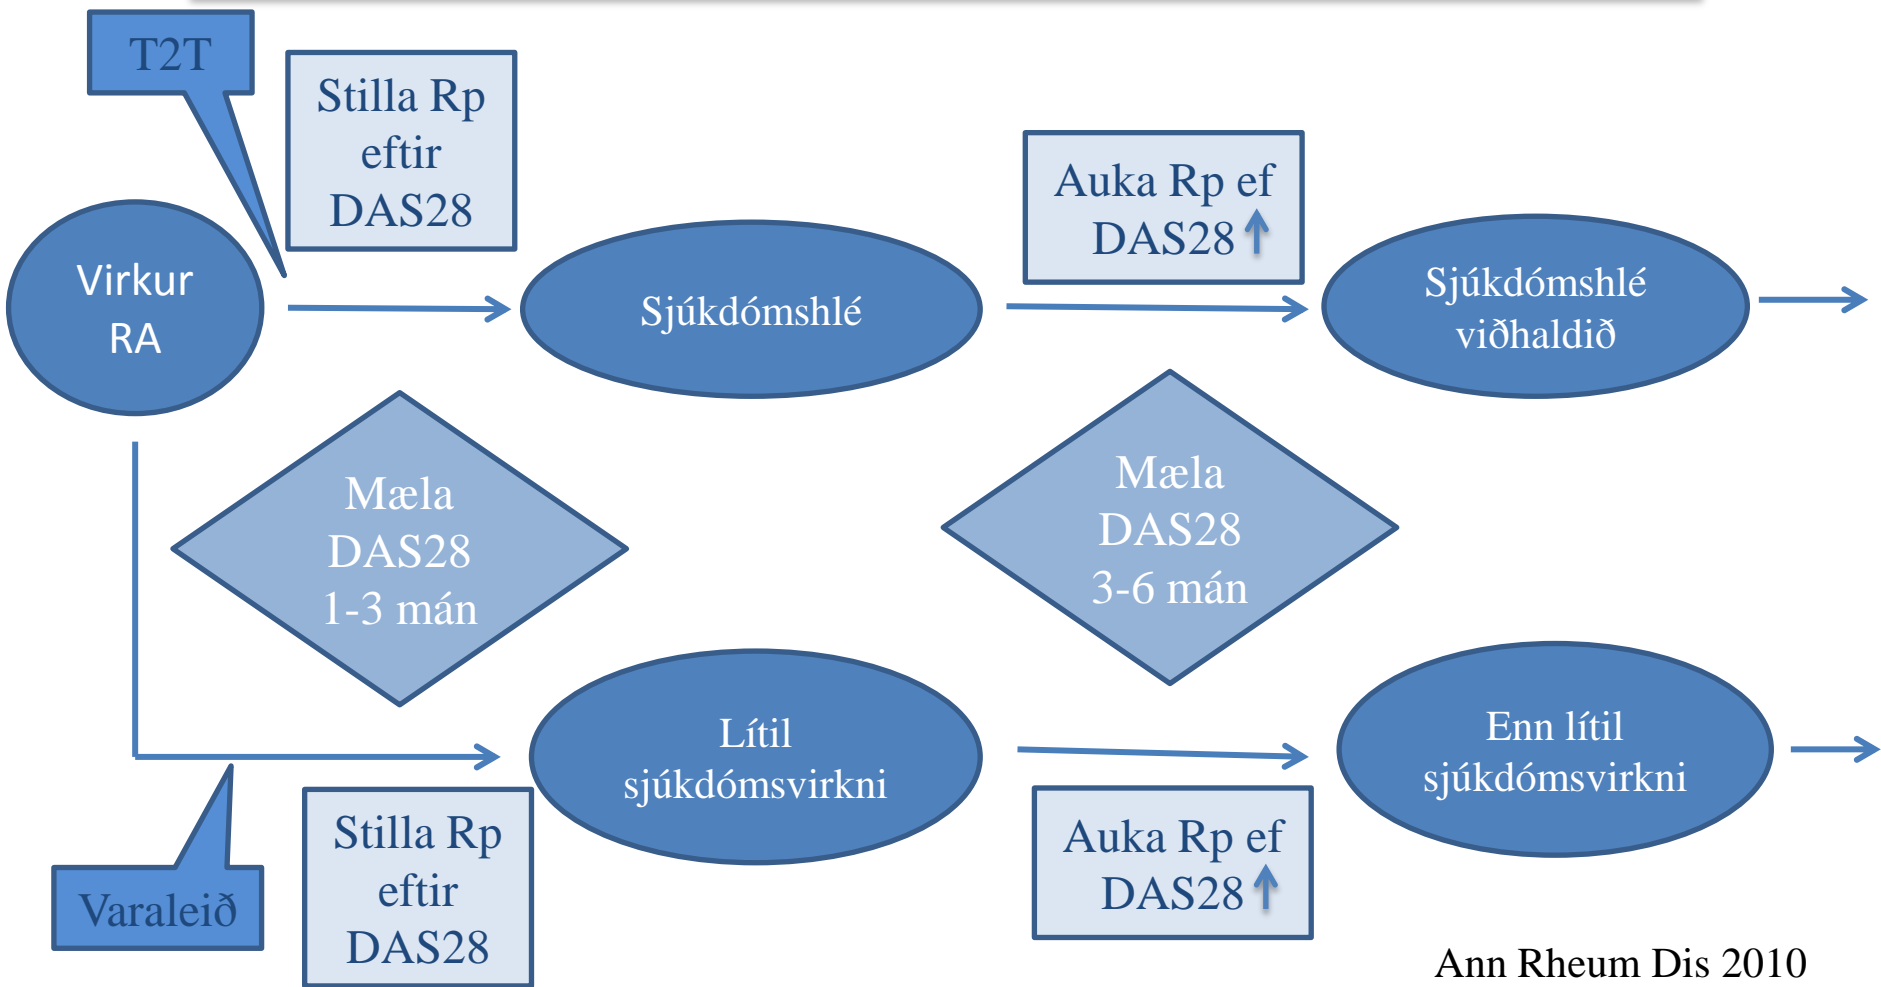 T2T
Stilla Rp
eftir
DAS28
Auka Rp ef
DAS28
Virkur
RA
Sjúkdómshlé
Sjúkdómshlé
viðhaldið
Mæla
DAS28
1-3 mán
Mæla
DAS28
3-6 mán
Lítil
sjúkdómsvirkni
Enn lítil
sjúkdómsvirkni
Varaleið
Stilla Rp
eftir
DAS28
Auka Rp ef
DAS28
Ann Rheum Dis 2010